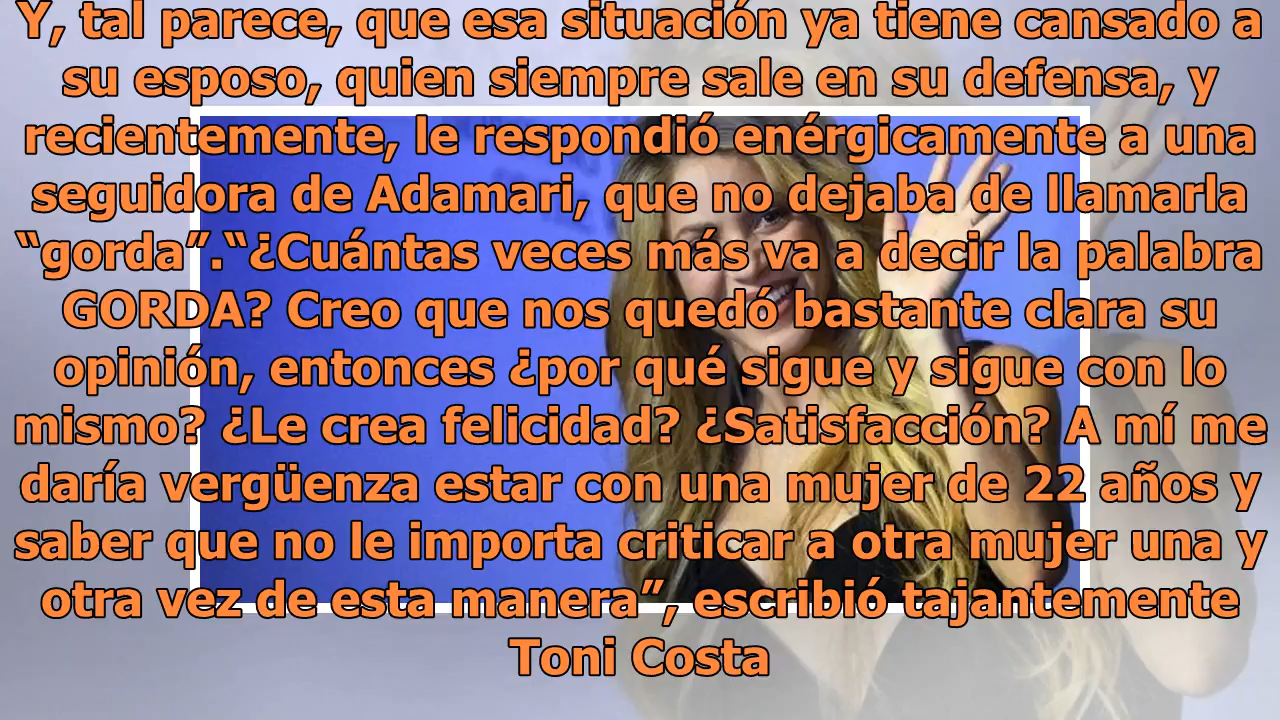 Y, tal parece, que esa situación ya tiene cansado a
su esposo, quien siempre sale en su defensa, y
recientemente, le respondió enérgicamente a una
seguidora de Adamari, que no dejaba de llamarla
“gorda”.“¿Cuántas veces más va a decir la palabra
GORDA? Creo que nos quedó bastante clara su
opinión, entonces ¿por qué sigue y sigue con lo
mismo? ¿Le crea felicidad? ¿Satisfacción? A mí me
daría vergüenza estar con una mujer de 22 años y
saber que no le importa criticar a otra mujer una y
otra vez de esta manera”, escribió tajantemente
Toni Costa